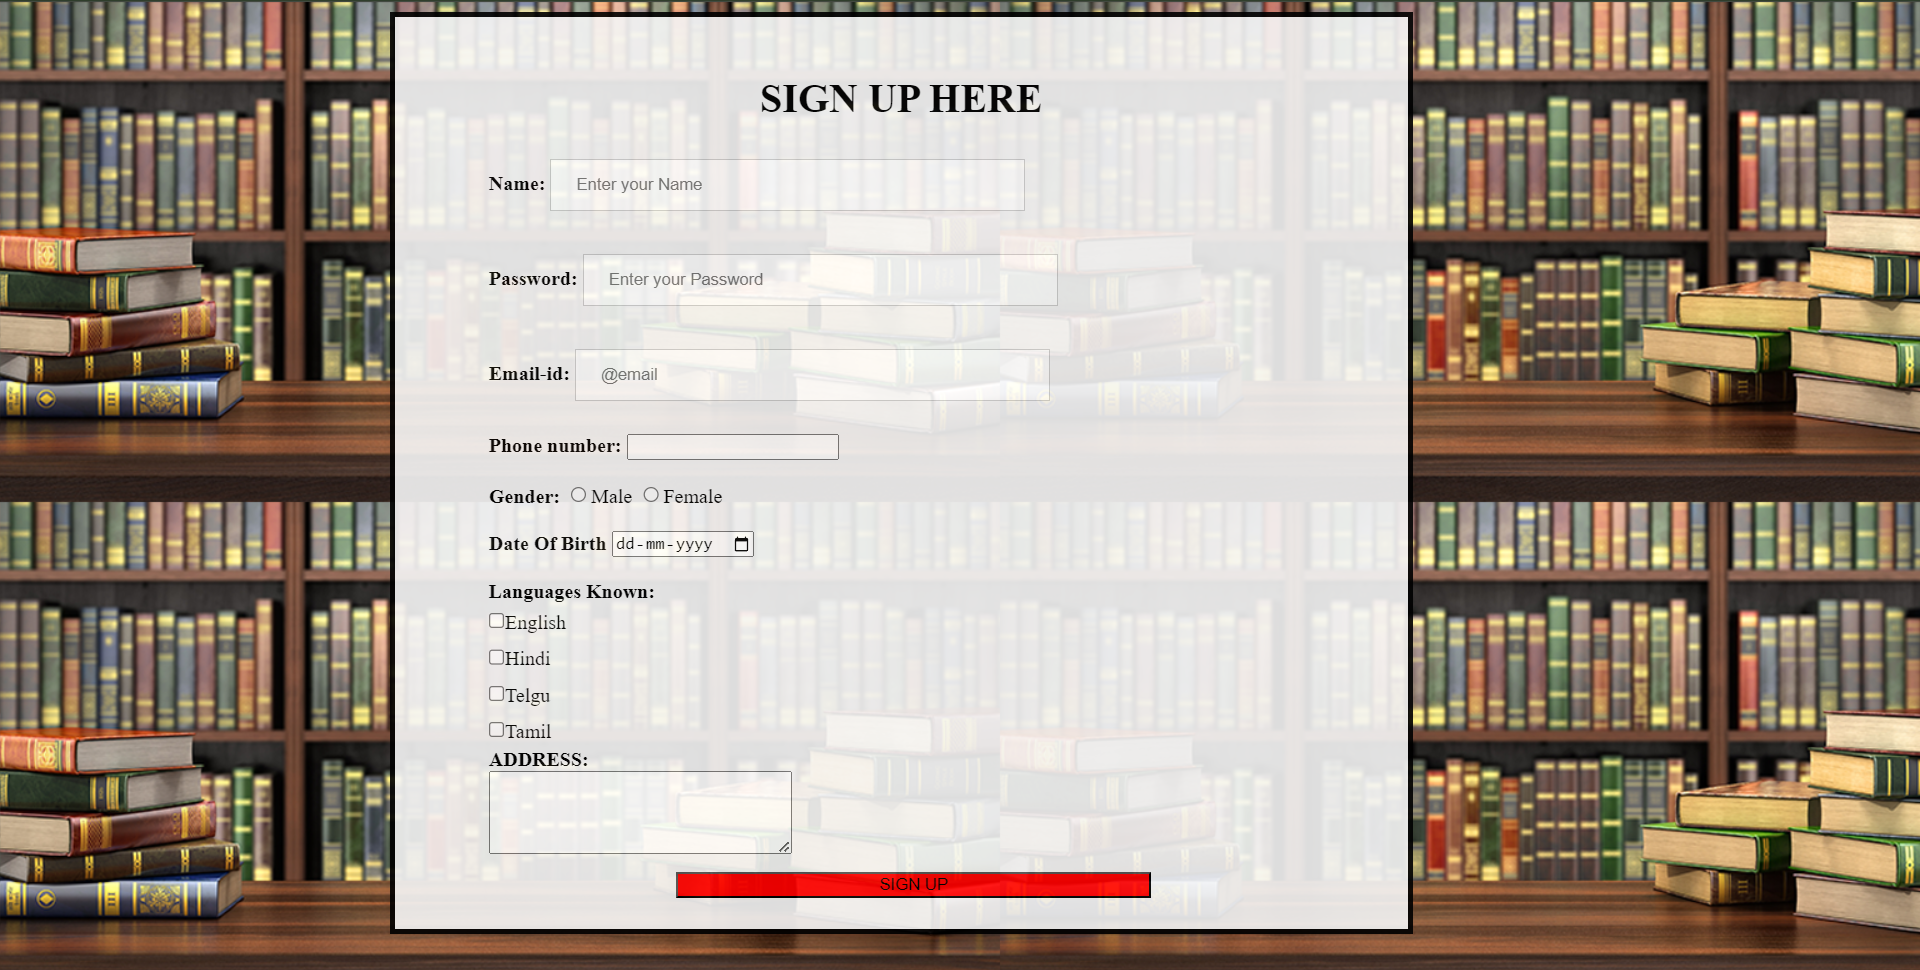 SIGN UP HERE
Name: Enter your Name
Password: Enter your Password
Email-id: @email
Phone number:
Gender: Male Female
Date Of Birth dd-mm-yyyy
Languages Known:
English
Hindi
Telgu
Tamil
ADDRESS:
SIGN UP